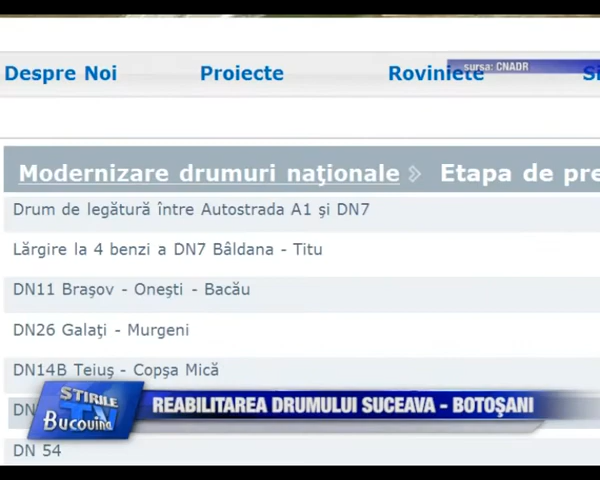 Despre Noi Proiecte Roviniete
sursa: CNADR
Modernizare drumuri naţionale Etapa de pre
Drum de legătură între Autostrada A1 şi DN7
Lărgire la 4 benzi a DN7 Bâldana - Titu
DN11 Braşov - Oneşti - Bacău
DN26 Galaţi - Murgeni
DN14B Teiuş - Copşa Mică
ŞTIRILE
TV
Bucovina
REABILITAREA DRUMULUI SUCEAVA - BOTOŞANI
DN
DN 54